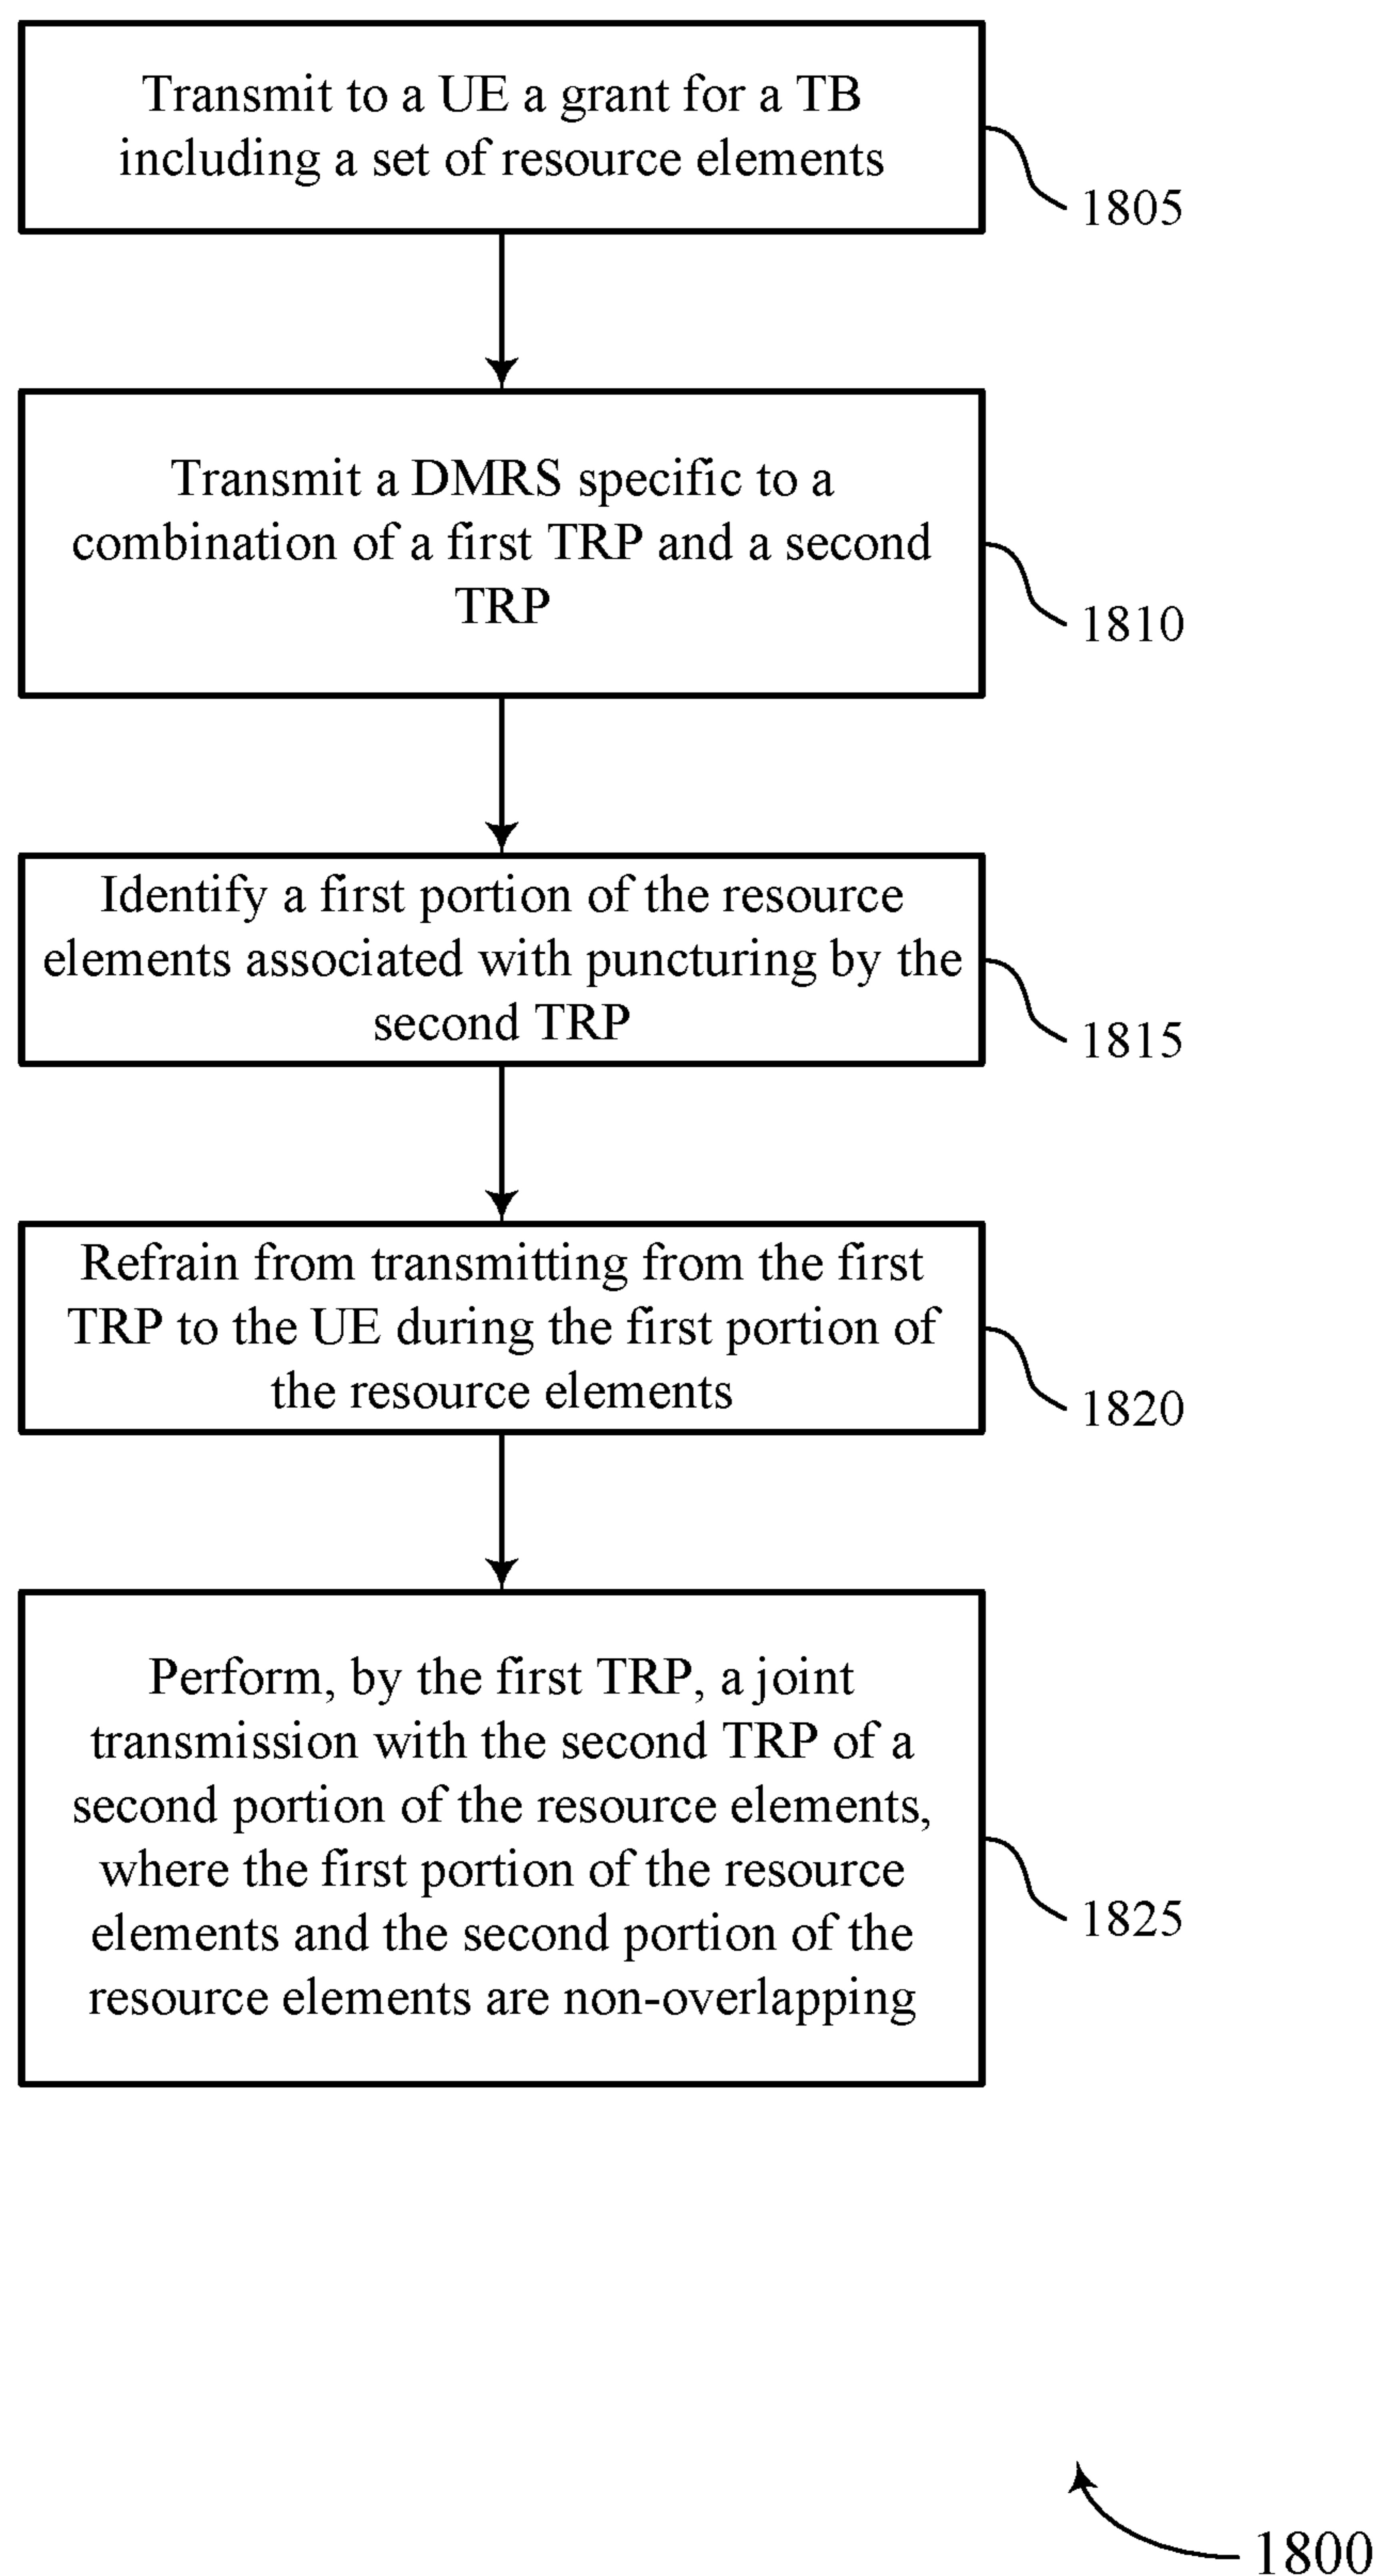 Transmit to a UE a grant for a TB
including a set of resource elements
1805
Transmit a DMRS specific to a
combination of a first TRP and a second
TRP
1810
Identify a first portion of the resource
elements associated with puncturing by the
second TRP
1815
Refrain from transmitting from the first
TRP to the UE during the first portion of
the resource elements
1820
Perform, by the first TRP, a joint
transmission with the second TRP of a
second portion of the resource elements,
where the first portion of the resource
elements and the second portion of the
resource elements are non-overlapping
1825
1800